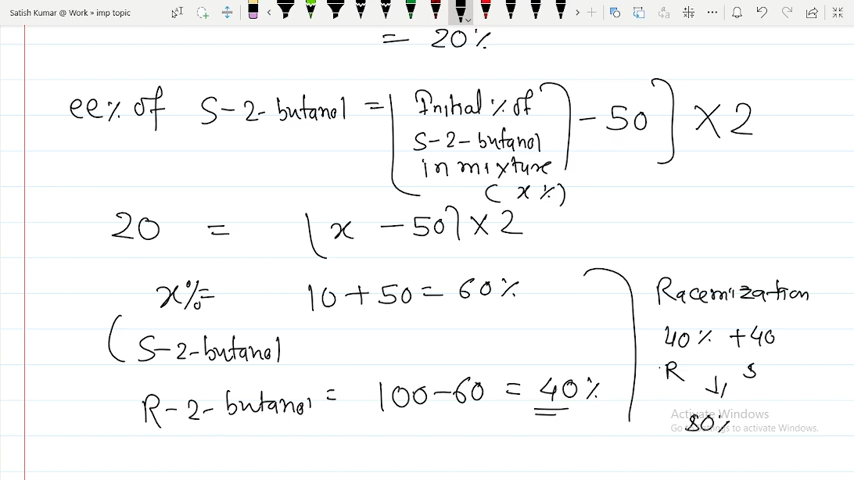 Satish Kumar @ Work » imp topic
= 20%
ee% of S-2-butanol = [Initial % of S-2-butanol in mixture (x%)] - 50] × 2
20 = (x - 50) × 2
x% = 10 + 50 = 60%
(S-2-butanol
R-2-butanol = 100-60 = 40%
Racemization
40% + 40
R S
↓
80%
Activate Windows
Go to Settings to activate Windows.